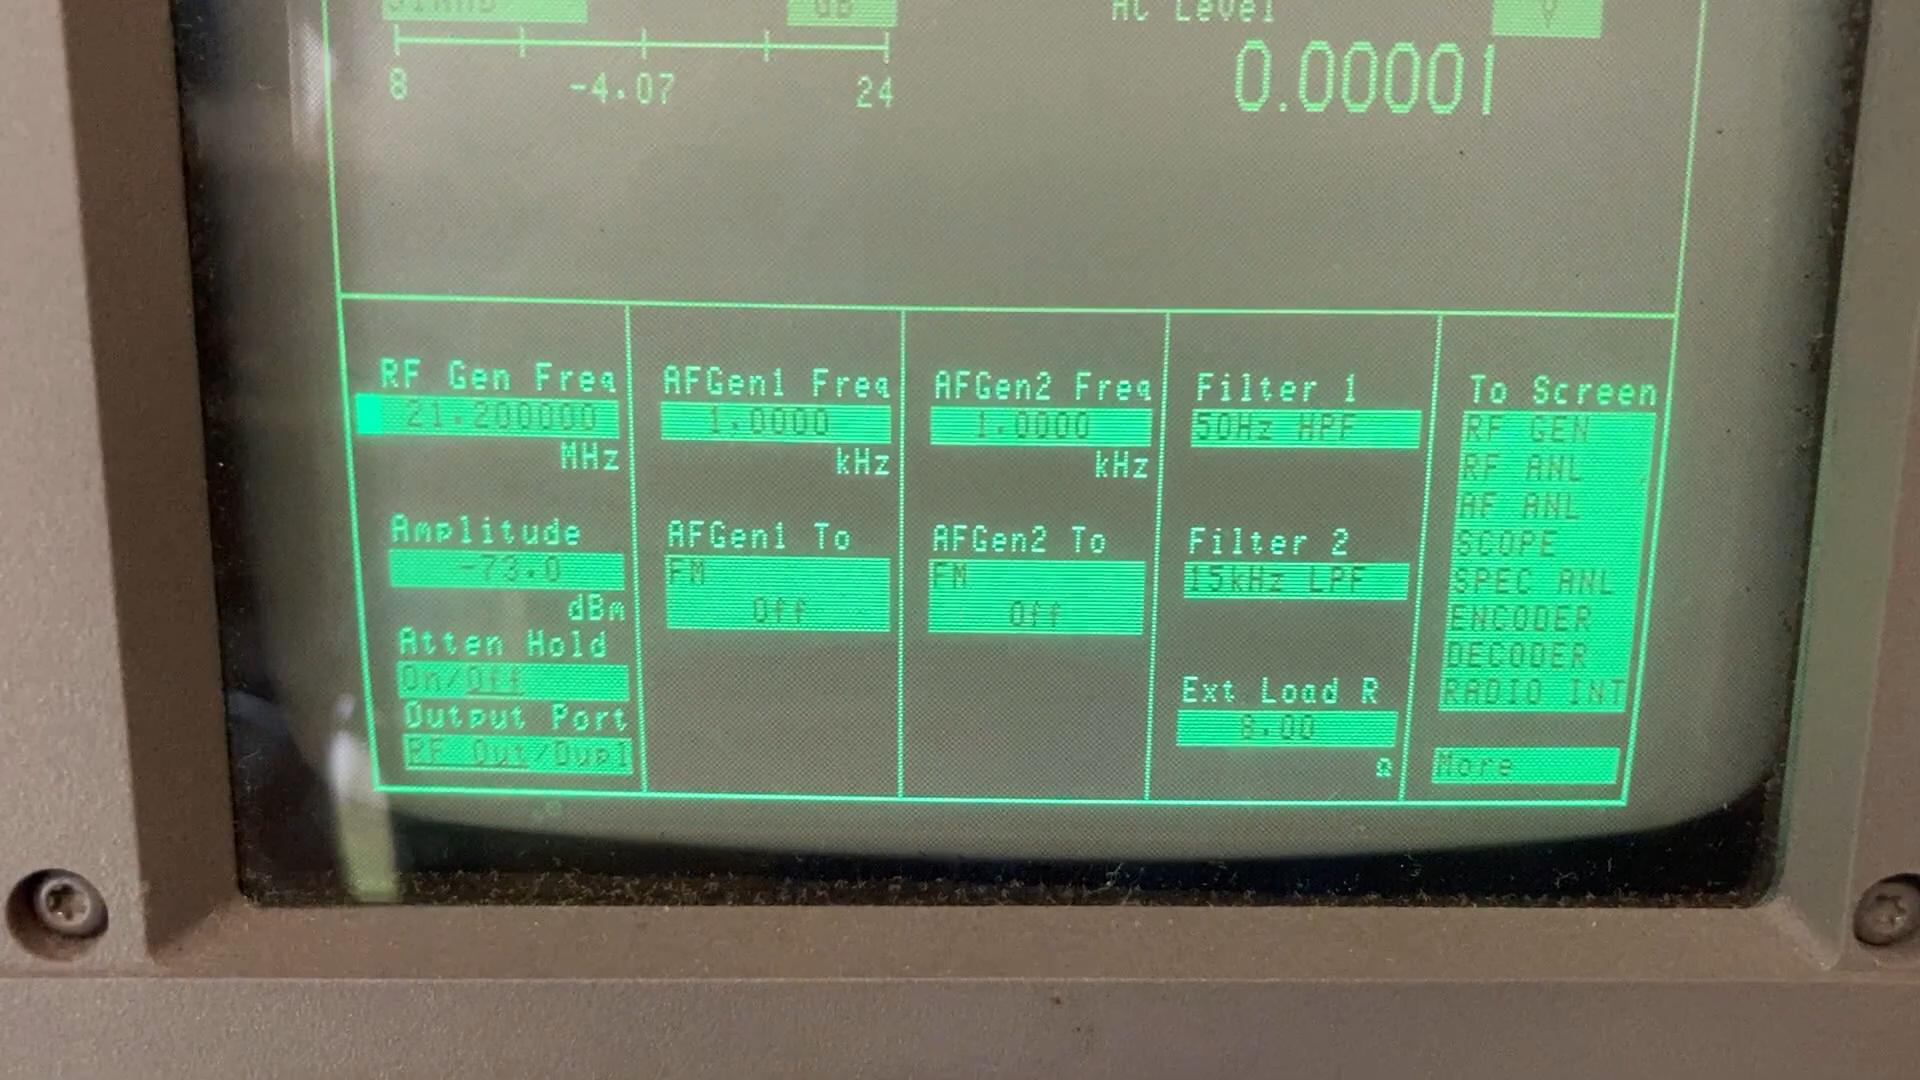 SINAD
dB
AC Level
V
8
-4.07
24
0.00001
RF Gen Freq
21.200000
MHz
Amplitude
-73.0
dBm
Atten Hold
On/Off
Output Port
RF Out/Dupl
AFGen1 Freq
1.0000
kHz
AFGen1 To
FM
Off
AFGen2 Freq
1.0000
kHz
AFGen2 To
FM
Off
Filter 1
50Hz HPF
Filter 2
15kHz LPF
Ext Load R
8.00
Ω
To Screen
RF GEN
RF ANL
AF ANL
SCOPE
SPEC ANL
ENCODER
DECODER
RADIO INT
More